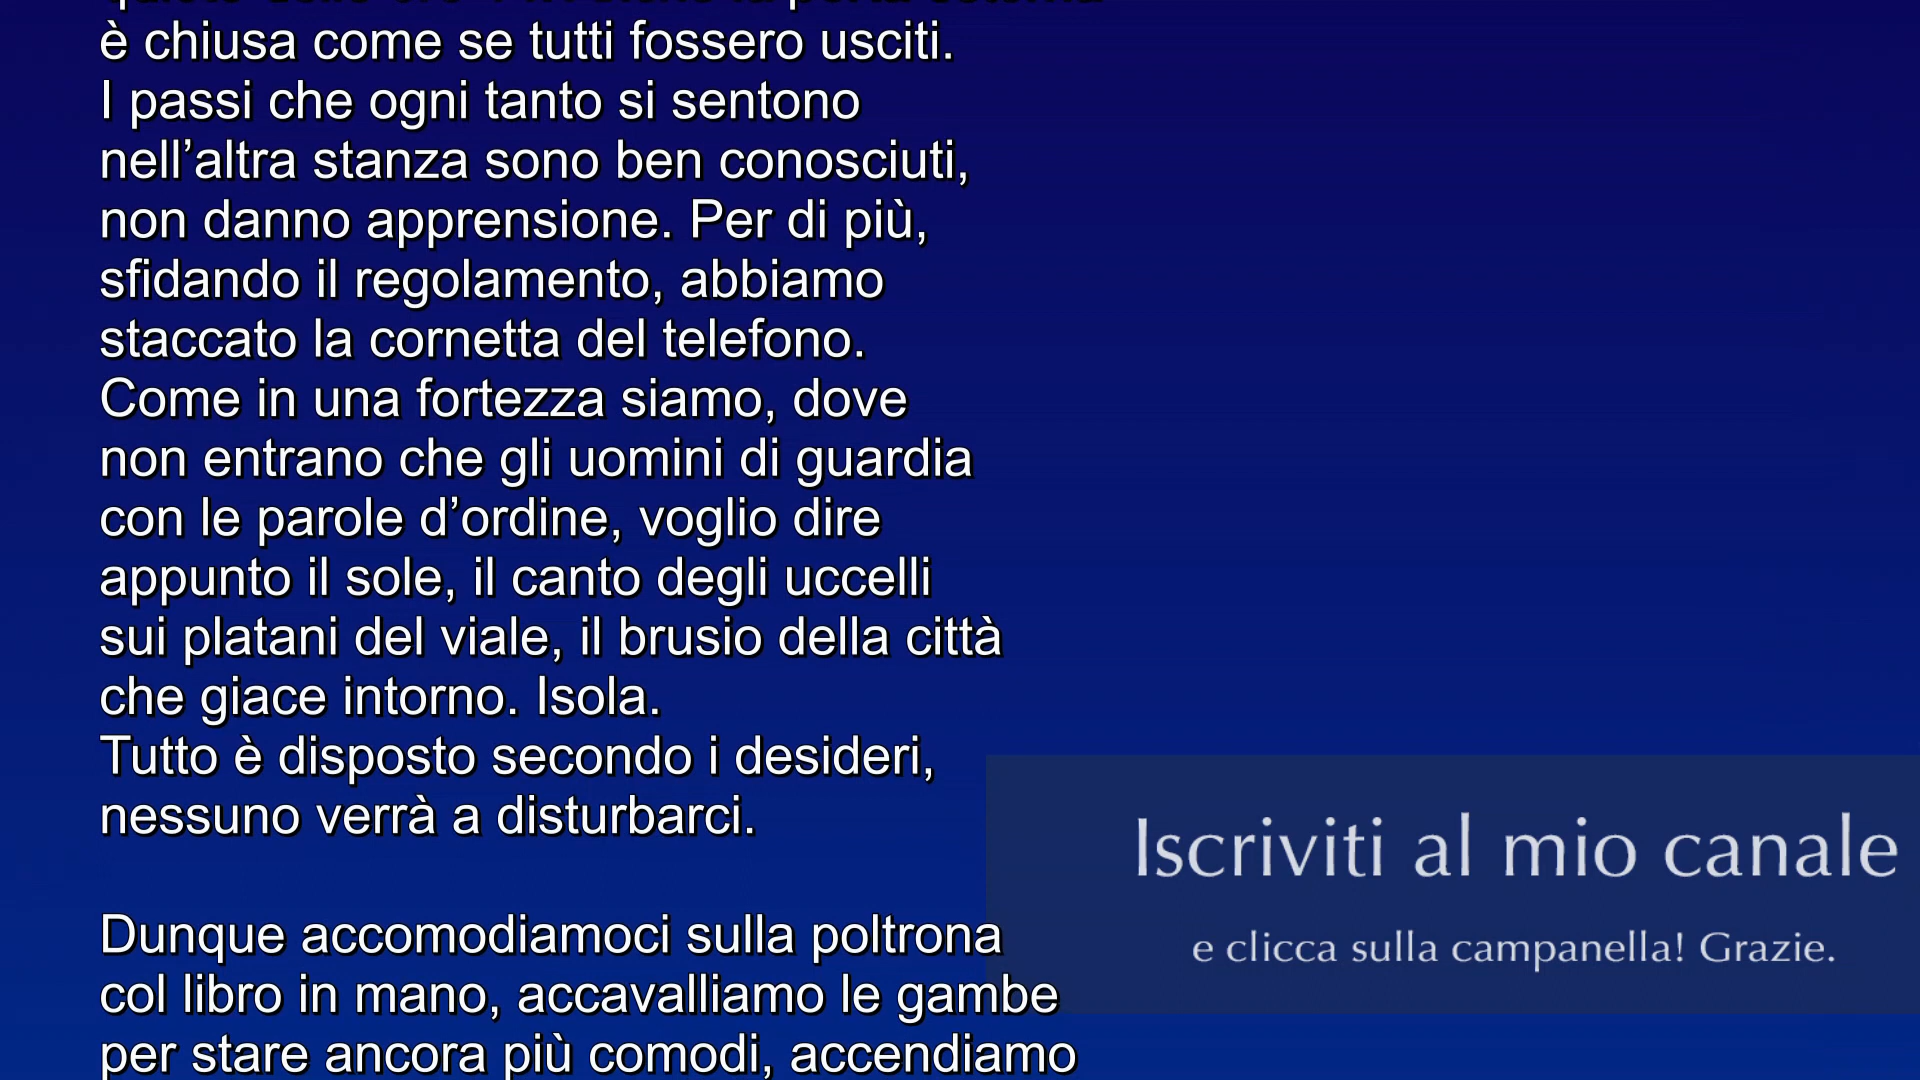 è chiusa come se tutti fossero usciti.
I passi che ogni tanto si sentono
nell’altra stanza sono ben conosciuti,
non danno apprensione. Per di più,
sfidando il regolamento, abbiamo
staccato la cornetta del telefono.
Come in una fortezza siamo, dove
non entrano che gli uomini di guardia
con le parole d’ordine, voglio dire
appunto il sole, il canto degli uccelli
sui platani del viale, il brusio della città
che giace intorno. Isola.
Tutto è disposto secondo i desideri,
nessuno verrà a disturbarci.
Dunque accomodiamoci sulla poltrona
col libro in mano, accavalliamo le gambe
per stare ancora più comodi, accendiamo
Iscriviti al mio canale
e clicca sulla campanella! Grazie.